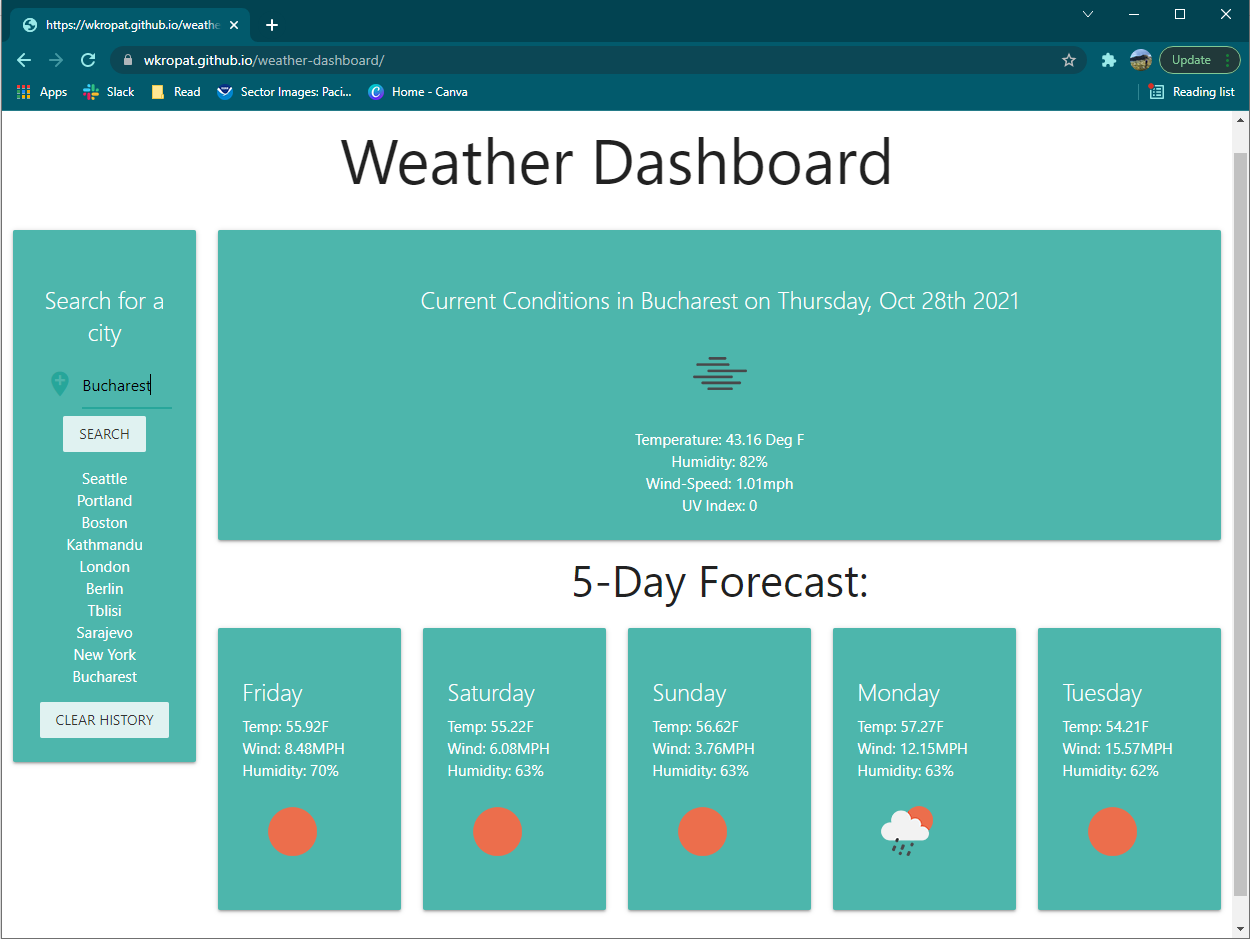 https://wkropat.github.io/weathe
wkropat.github.io/weather-dashboard/
Update
Apps
Slack
Read
Sector Images: Paci...
Home - Canva
Reading list
Weather Dashboard
Search for a
city
Bucharest
SEARCH
Seattle
Portland
Boston
Kathmandu
London
Berlin
Tblisi
Sarajevo
New York
Bucharest
CLEAR HISTORY
Current Conditions in Bucharest on Thursday, Oct 28th 2021
Temperature: 43.16 Deg F
Humidity: 82%
Wind-Speed: 1.01mph
UV Index: 0
5-Day Forecast:
Friday
Temp: 55.92F
Wind: 8.48MPH
Humidity: 70%
Saturday
Temp: 55.22F
Wind: 6.08MPH
Humidity: 63%
Sunday
Temp: 56.62F
Wind: 3.76MPH
Humidity: 63%
Monday
Temp: 57.27F
Wind: 12.15MPH
Humidity: 63%
Tuesday
Temp: 54.21F
Wind: 15.57MPH
Humidity: 62%